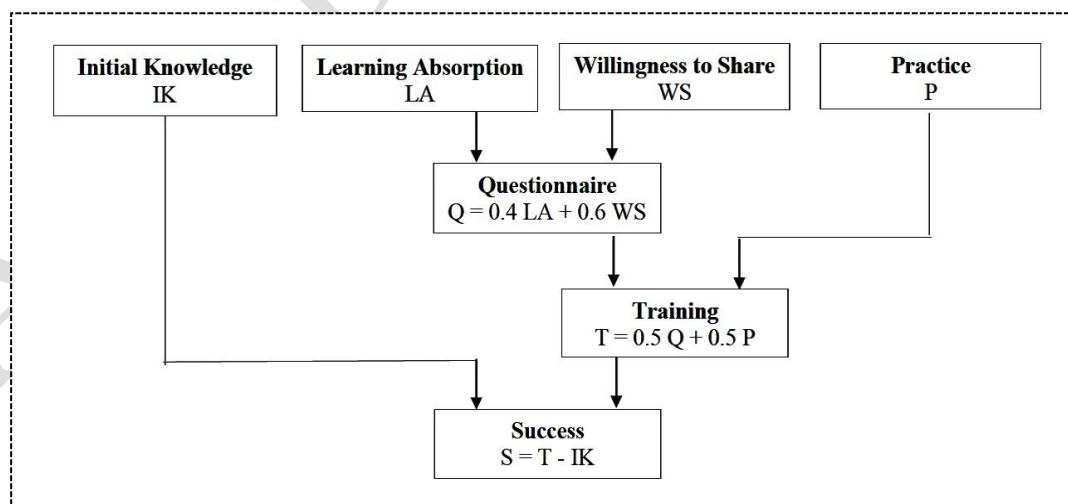 Initial Knowledge
IK
Learning Absorption
LA
Willingness to Share
WS
Practice
P
Questionnaire
Q = 0.4 LA + 0.6 WS
Training
T = 0.5 Q + 0.5 P
Success
S = T - IK